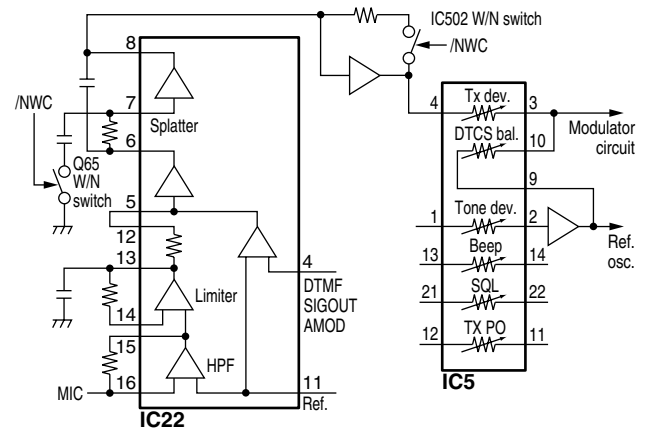 IC502 W/N switch
/NWC
8
/NWC
7
Splatter
6
Q65
W/N
switch
5
12
13
4
DTMF
SIGOUT
AMOD
Limiter
14
15
HPF
MIC
16
11
Ref.
IC22
4
Tx dev.
3
DTCS bal.
10
Modulator
circuit
9
1
Tone dev.
2
Ref.
osc.
13
Beep
14
21
SQL
22
12
TX PO
11
IC5